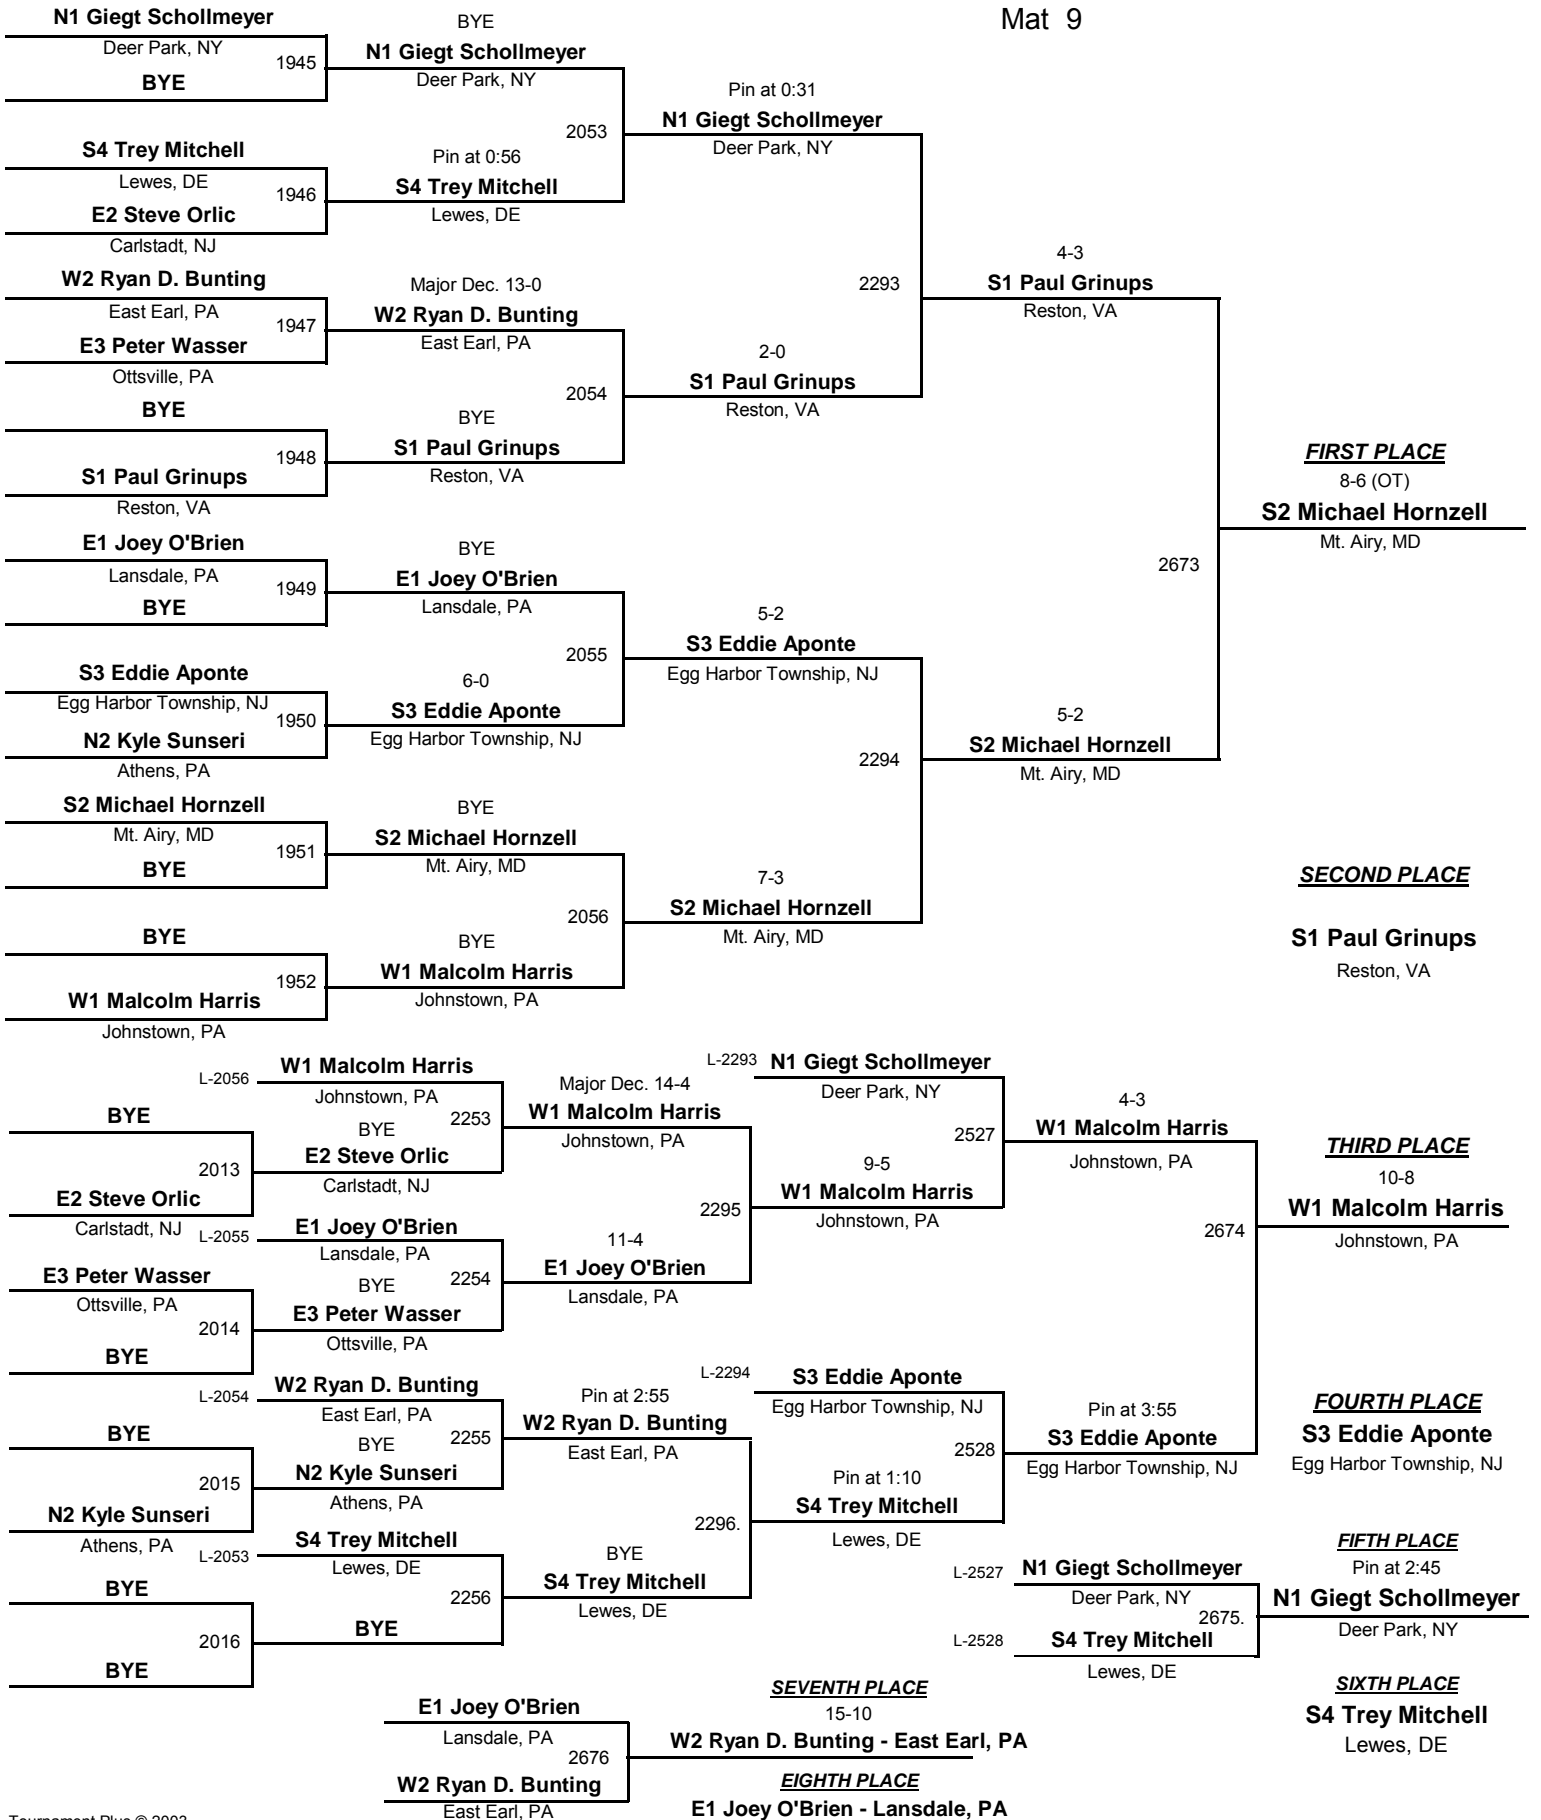 Mat 9
N1 Giegt Schollmeyer
Deer Park, NY
1945
BYE
S4 Trey Mitchell
Lewes, DE
1946
E2 Steve Orlic
Carlstadt, NJ
W2 Ryan D. Bunting
East Earl, PA
1947
E3 Peter Wasser
Ottsville, PA
BYE
1948
S1 Paul Grinups
Reston, VA
E1 Joey O'Brien
Lansdale, PA
1949
BYE
S3 Eddie Aponte
Egg Harbor Township, NJ
1950
N2 Kyle Sunseri
Athens, PA
S2 Michael Hornzell
Mt. Airy, MD
1951
BYE
BYE
1952
W1 Malcolm Harris
Johnstown, PA
BYE
N1 Giegt Schollmeyer
Deer Park, NY
2053
Pin at 0:56
S4 Trey Mitchell
Lewes, DE
Major Dec. 13-0
W2 Ryan D. Bunting
East Earl, PA
2054
BYE
S1 Paul Grinups
Reston, VA
BYE
E1 Joey O'Brien
Lansdale, PA
2055
6-0
S3 Eddie Aponte
Egg Harbor Township, NJ
BYE
S2 Michael Hornzell
Mt. Airy, MD
2056
BYE
W1 Malcolm Harris
Johnstown, PA
Pin at 0:31
N1 Giegt Schollmeyer
Deer Park, NY
2293
2-0
S1 Paul Grinups
Reston, VA
5-2
S3 Eddie Aponte
Egg Harbor Township, NJ
2294
7-3
S2 Michael Hornzell
Mt. Airy, MD
4-3
S1 Paul Grinups
Reston, VA
2673
5-2
S2 Michael Hornzell
Mt. Airy, MD
FIRST PLACE
8-6 (OT)
S2 Michael Hornzell
Mt. Airy, MD
SECOND PLACE
S1 Paul Grinups
Reston, VA
L-2056
W1 Malcolm Harris
Johnstown, PA
2253
BYE
2013
BYE
E2 Steve Orlic
Carlstadt, NJ
E2 Steve Orlic
Carlstadt, NJ
L-2055
E1 Joey O'Brien
Lansdale, PA
2254
E3 Peter Wasser
Ottsville, PA
2014
BYE
BYE
E3 Peter Wasser
Ottsville, PA
L-2054
W2 Ryan D. Bunting
East Earl, PA
2255
BYE
2015
BYE
N2 Kyle Sunseri
Athens, PA
N2 Kyle Sunseri
Athens, PA
L-2053
S4 Trey Mitchell
Lewes, DE
2256
BYE
2016
BYE
BYE
Major Dec. 14-4
W1 Malcolm Harris
Johnstown, PA
2295
11-4
E1 Joey O'Brien
Lansdale, PA
Pin at 2:55
W2 Ryan D. Bunting
East Earl, PA
2296.
BYE
S4 Trey Mitchell
Lewes, DE
L-2293
N1 Giegt Schollmeyer
Deer Park, NY
2527
9-5
W1 Malcolm Harris
Johnstown, PA
L-2294
S3 Eddie Aponte
Egg Harbor Township, NJ
2528
Pin at 1:10
S4 Trey Mitchell
Lewes, DE
4-3
W1 Malcolm Harris
Johnstown, PA
2674
Pin at 3:55
S3 Eddie Aponte
Egg Harbor Township, NJ
THIRD PLACE
10-8
W1 Malcolm Harris
Johnstown, PA
FOURTH PLACE
S3 Eddie Aponte
Egg Harbor Township, NJ
L-2527
N1 Giegt Schollmeyer
Deer Park, NY
2675.
L-2528
S4 Trey Mitchell
Lewes, DE
FIFTH PLACE
Pin at 2:45
N1 Giegt Schollmeyer
Deer Park, NY
SIXTH PLACE
S4 Trey Mitchell
Lewes, DE
E1 Joey O'Brien
Lansdale, PA
2676
W2 Ryan D. Bunting
East Earl, PA
SEVENTH PLACE
15-10
W2 Ryan D. Bunting - East Earl, PA
EIGHTH PLACE
E1 Joey O'Brien - Lansdale, PA